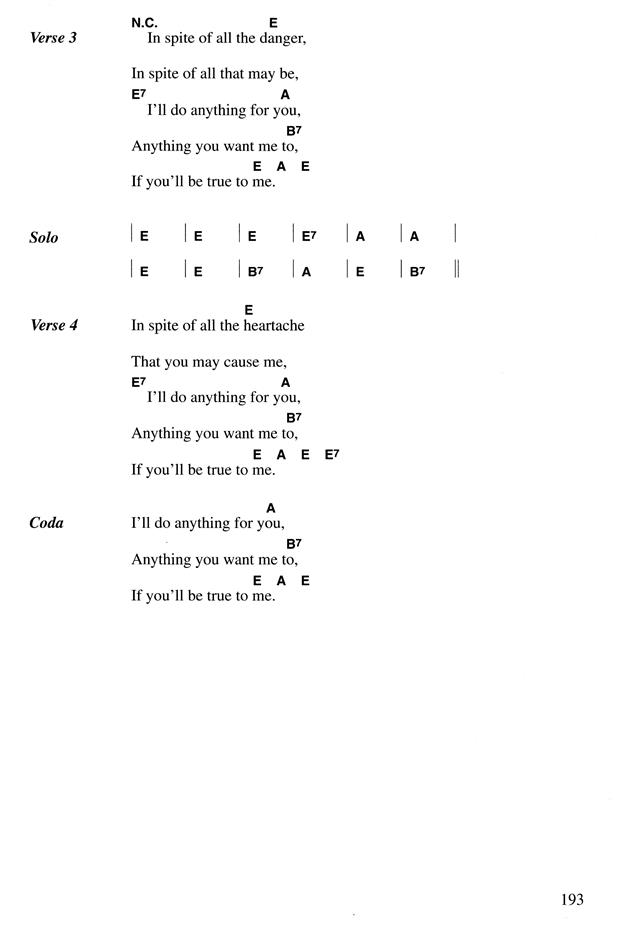 N.C. E
Verse 3 In spite of all the danger,
In spite of all that may be,
E7 A
I'll do anything for you,
B7
Anything you want me to,
E A E
If you'll be true to me.
Solo | E | E | E | E7 | A | A |
| E | E | B7 | A | E | B7 ||
E
Verse 4 In spite of all the heartache
That you may cause me,
E7 A
I'll do anything for you,
B7
Anything you want me to,
E A E E7
If you'll be true to me.
A
Coda I'll do anything for you,
B7
Anything you want me to,
E A E
If you'll be true to me.
193